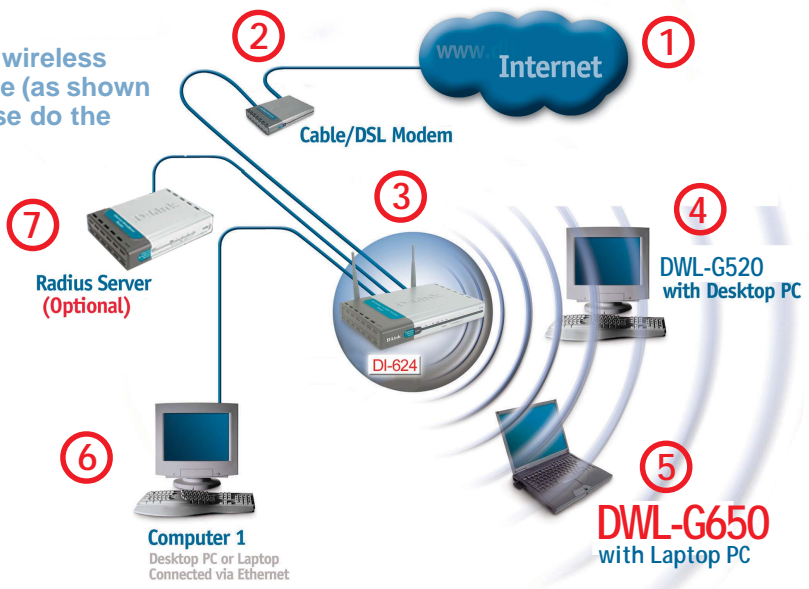 wireless
e (as shown
se do the
2
1
www.
Internet
Cable/DSL Modem
7
3
4
Radius Server
(Optional)
DWL-G520
with Desktop PC
D-Link
DI-624
6
5
Computer 1
Desktop PC or Laptop
Connected via Ethernet
DWL-G650
with Laptop PC